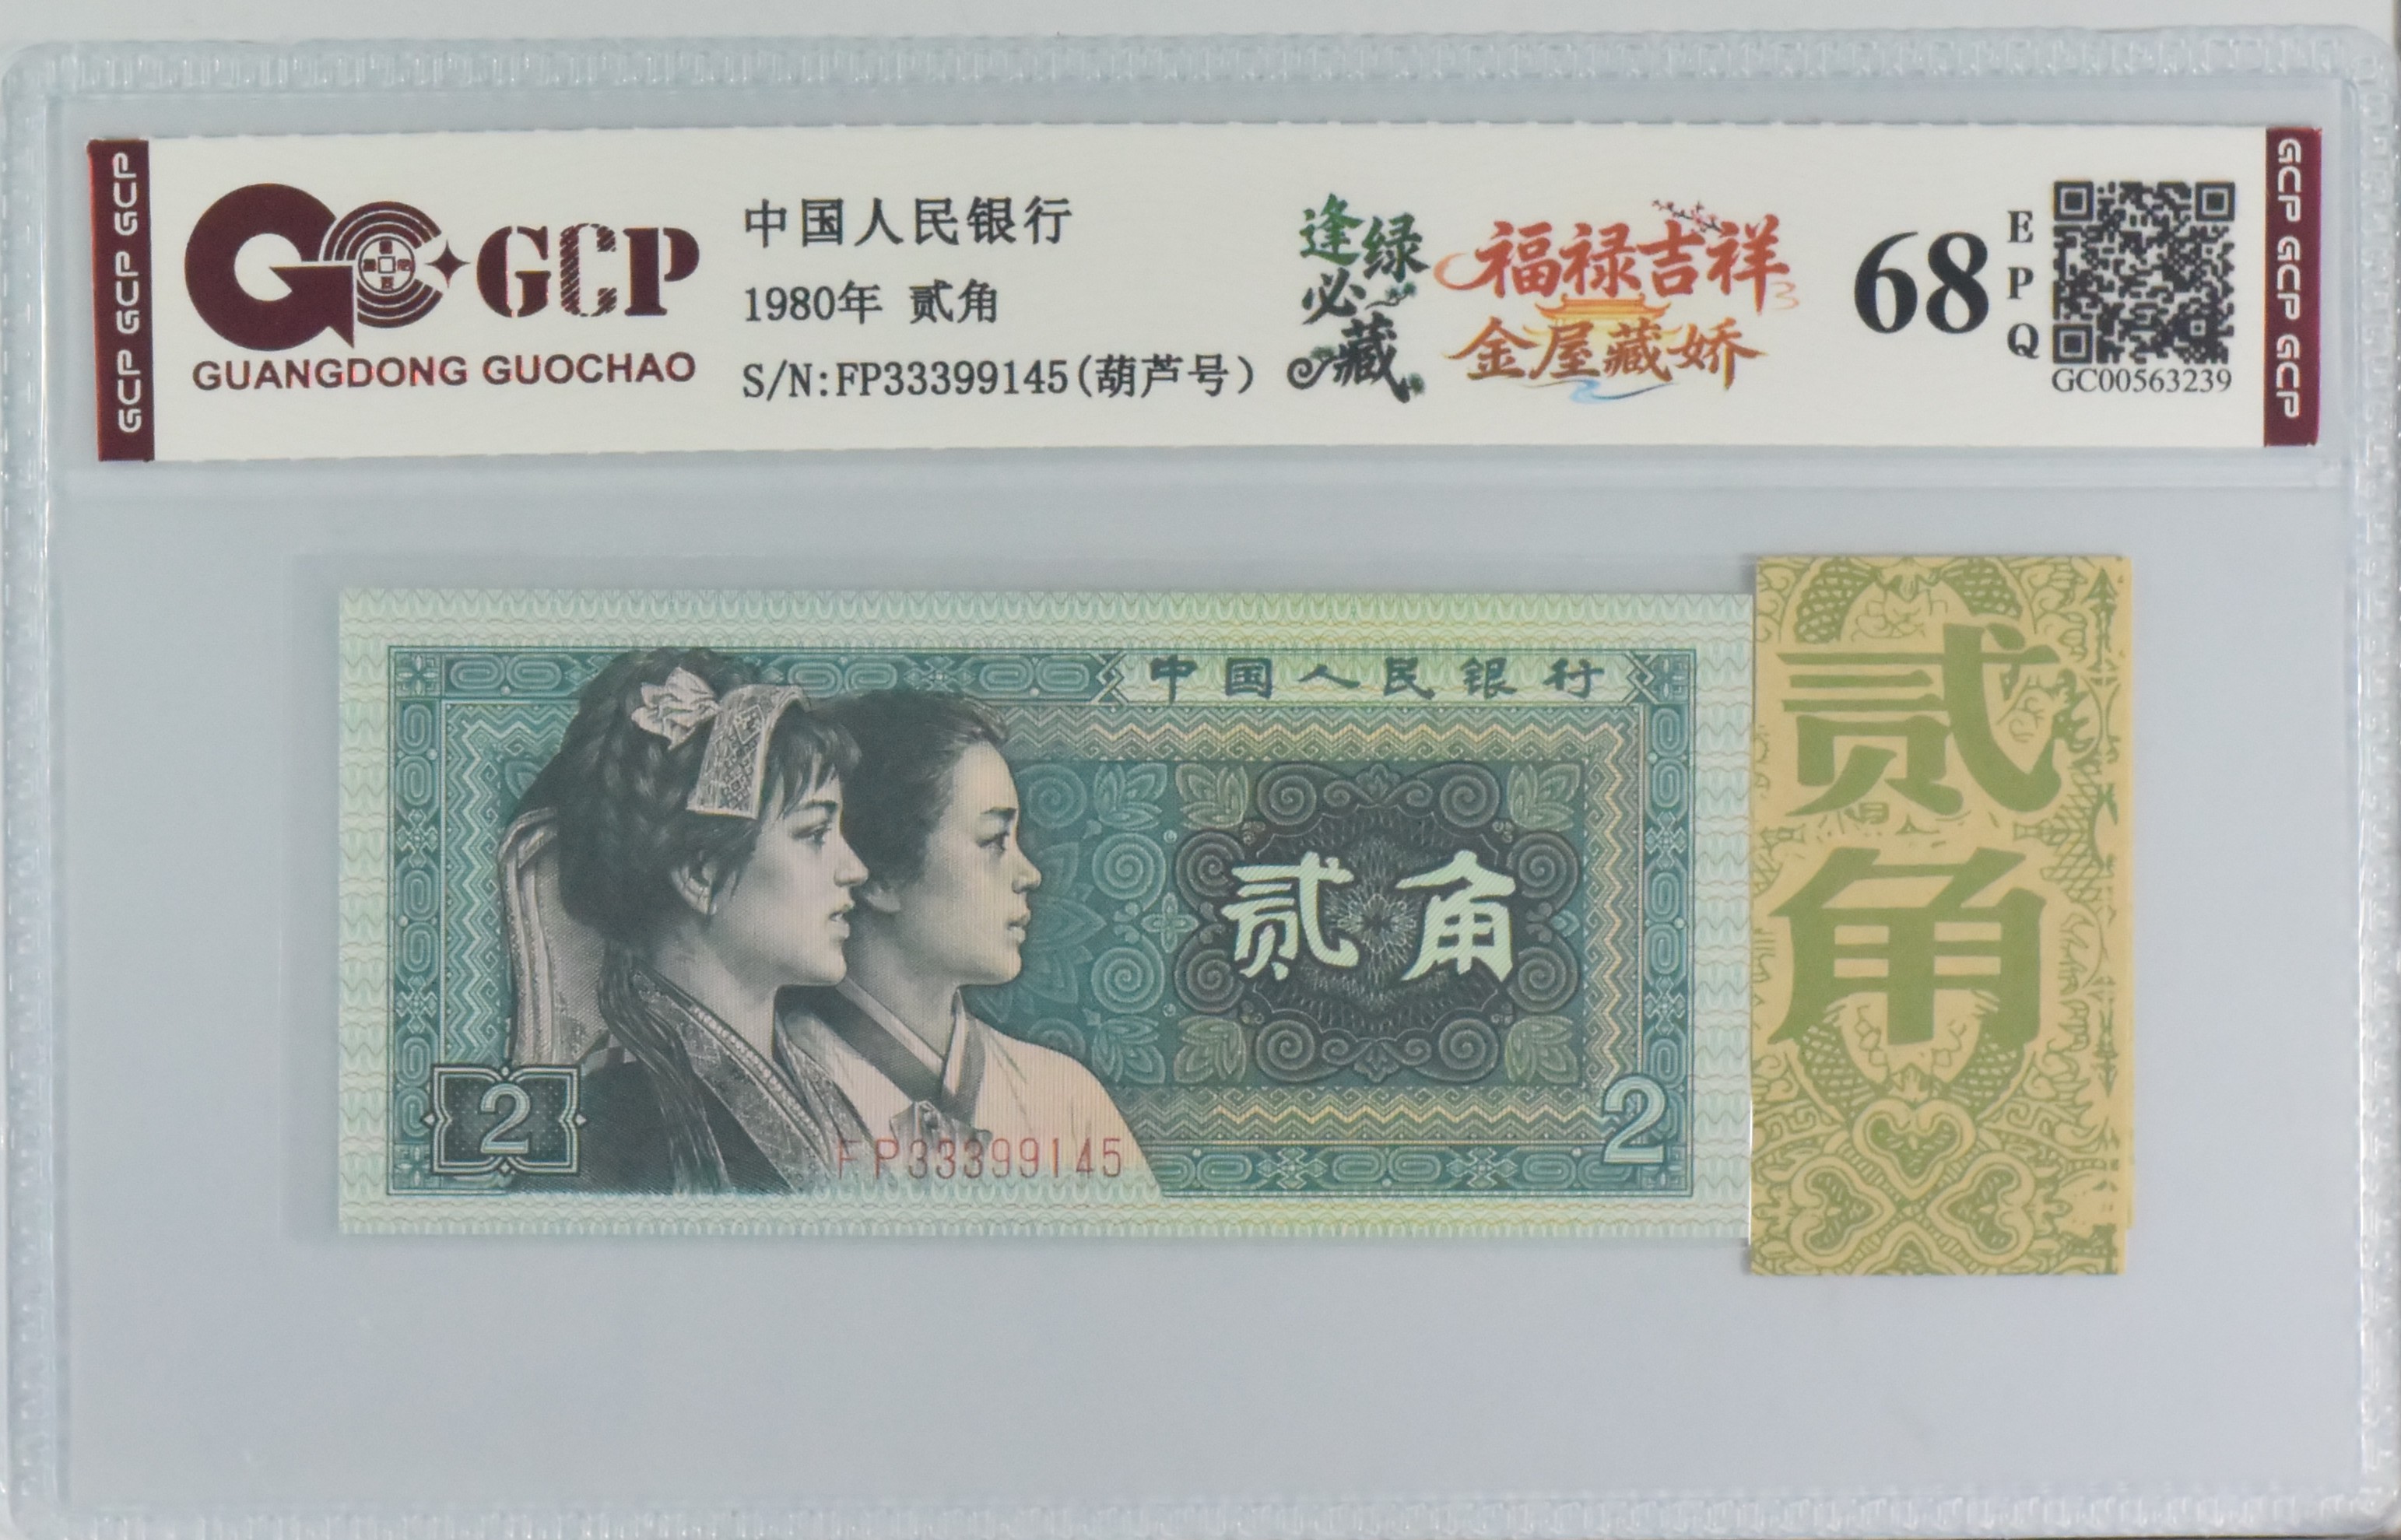 GCP GCP GCP
GCP
GUANGDONG GUOCHAO
中国人民银行
1980年 贰角
S/N:FP33399145(葫芦号)
逢绿
必藏
福禄吉祥
金屋藏娇
68
EPQ
GC00563239
GCP GCP GCP
中国人民银行
贰角
2
FP33399145
2
贰角